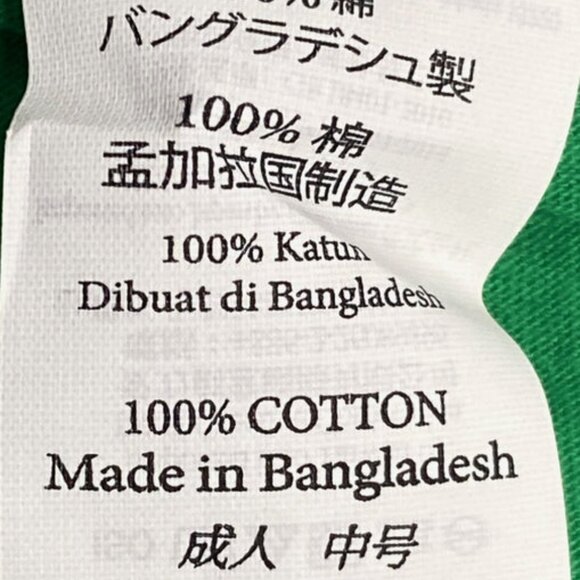 % 綿
バングラデシュ製
100% 棉
孟加拉国制造
100% Katun
Dibuat di Bangladesh
100% COTTON
Made in Bangladesh
成人 中号